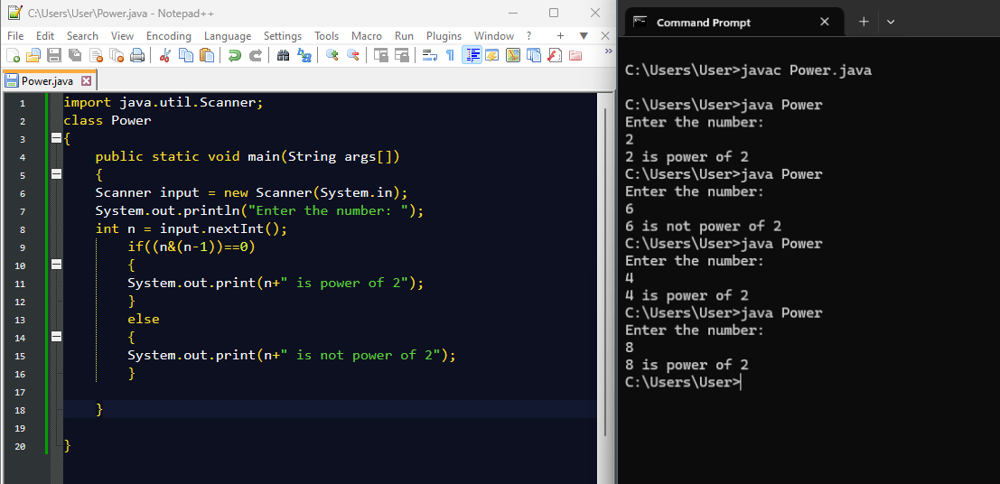 C:\Users\User\Power.java - Notepad++
File Edit Search View Encoding Language Settings Tools Macro Run Plugins Window ? + ▼ X
Power.java
1 import java.util.Scanner;
2 class Power
3 {
4 public static void main(String args[])
5 {
6 Scanner input = new Scanner(System.in);
7 System.out.println("Enter the number: ");
8 int n = input.nextInt();
9 if((n&(n-1))==0)
10 {
11 System.out.print(n+" is power of 2");
12 }
13 else
14 {
15 System.out.print(n+" is not power of 2");
16 }
17
18 }
19
20 }
Command Prompt
C:\Users\User>javac Power.java
C:\Users\User>java Power
Enter the number:
2
2 is power of 2
C:\Users\User>java Power
Enter the number:
6
6 is not power of 2
C:\Users\User>java Power
Enter the number:
4
4 is power of 2
C:\Users\User>java Power
Enter the number:
8
8 is power of 2
C:\Users\User>